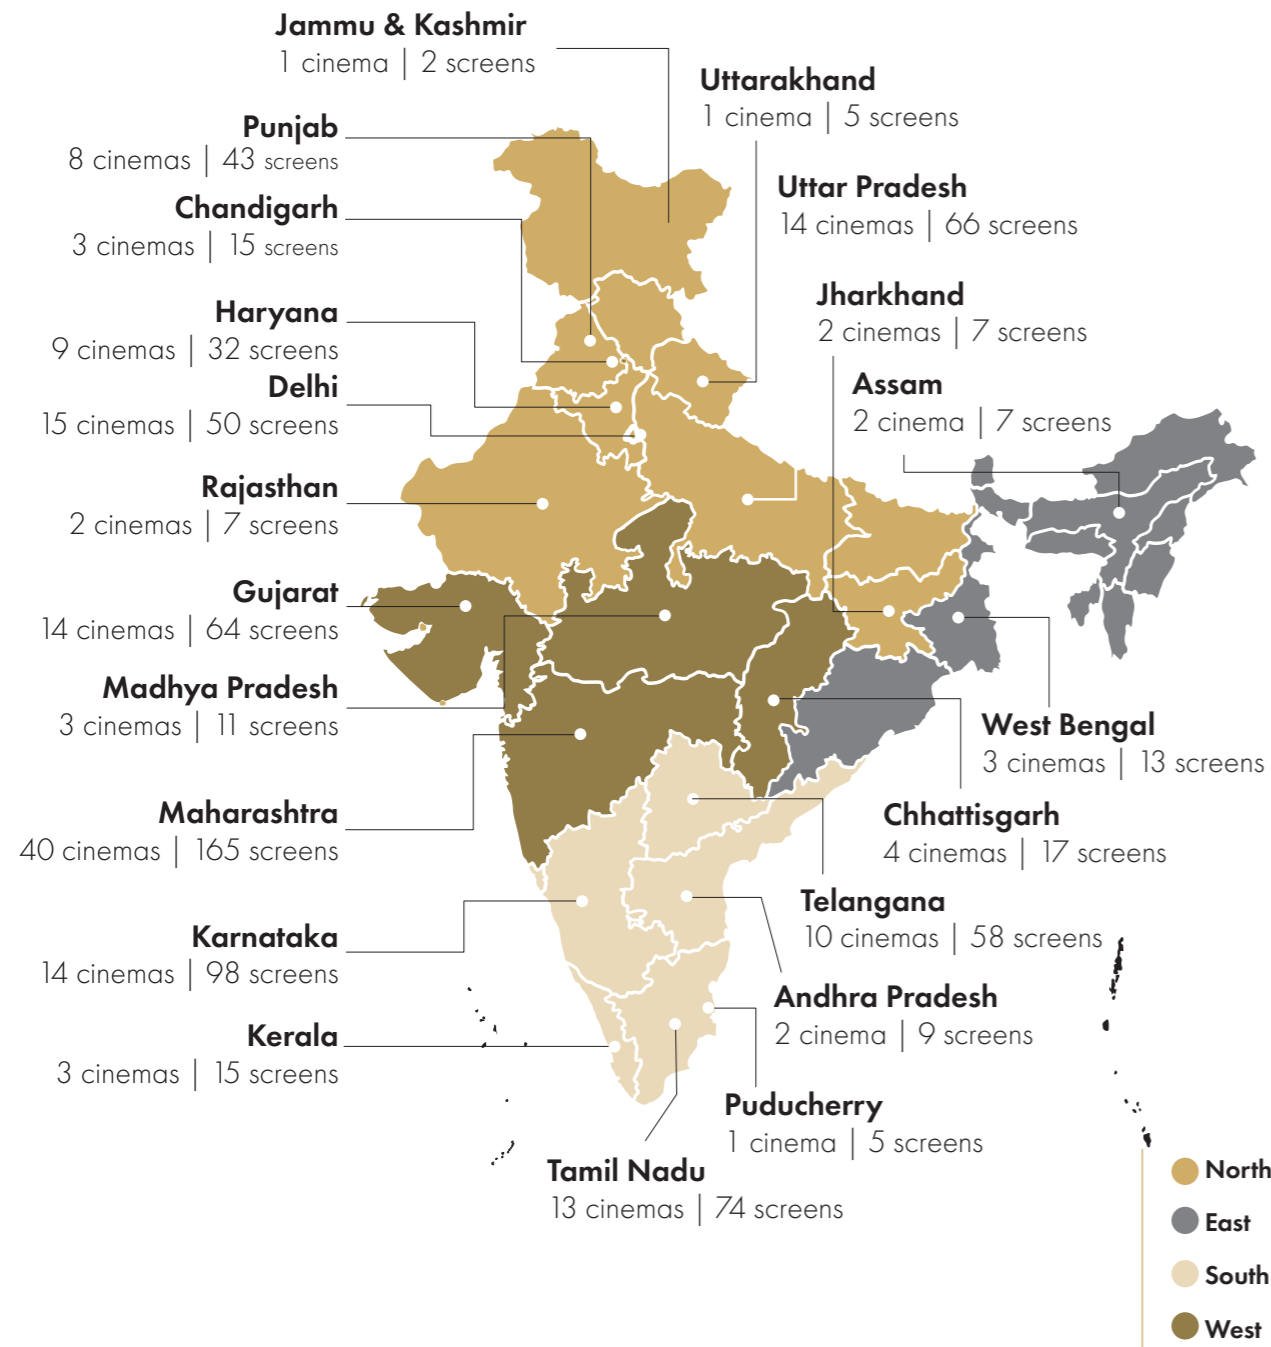 Jammu & Kashmir
1 cinema | 2 screens
Uttarakhand
1 cinema | 5 screens
Punjab
8 cinemas | 43 screens
Uttar Pradesh
14 cinemas | 66 screens
Chandigarh
3 cinemas | 15 screens
Jharkhand
2 cinemas | 7 screens
Haryana
9 cinemas | 32 screens
Assam
2 cinema | 7 screens
Delhi
15 cinemas | 50 screens
Rajasthan
2 cinemas | 7 screens
Gujarat
14 cinemas | 64 screens
Madhya Pradesh
3 cinemas | 11 screens
West Bengal
3 cinemas | 13 screens
Maharashtra
40 cinemas | 165 screens
Chhattisgarh
4 cinemas | 17 screens
Telangana
10 cinemas | 58 screens
Karnataka
14 cinemas | 98 screens
Andhra Pradesh
2 cinema | 9 screens
Kerala
3 cinemas | 15 screens
Puducherry
1 cinema | 5 screens
Tamil Nadu
13 cinemas | 74 screens
North
East
South
West